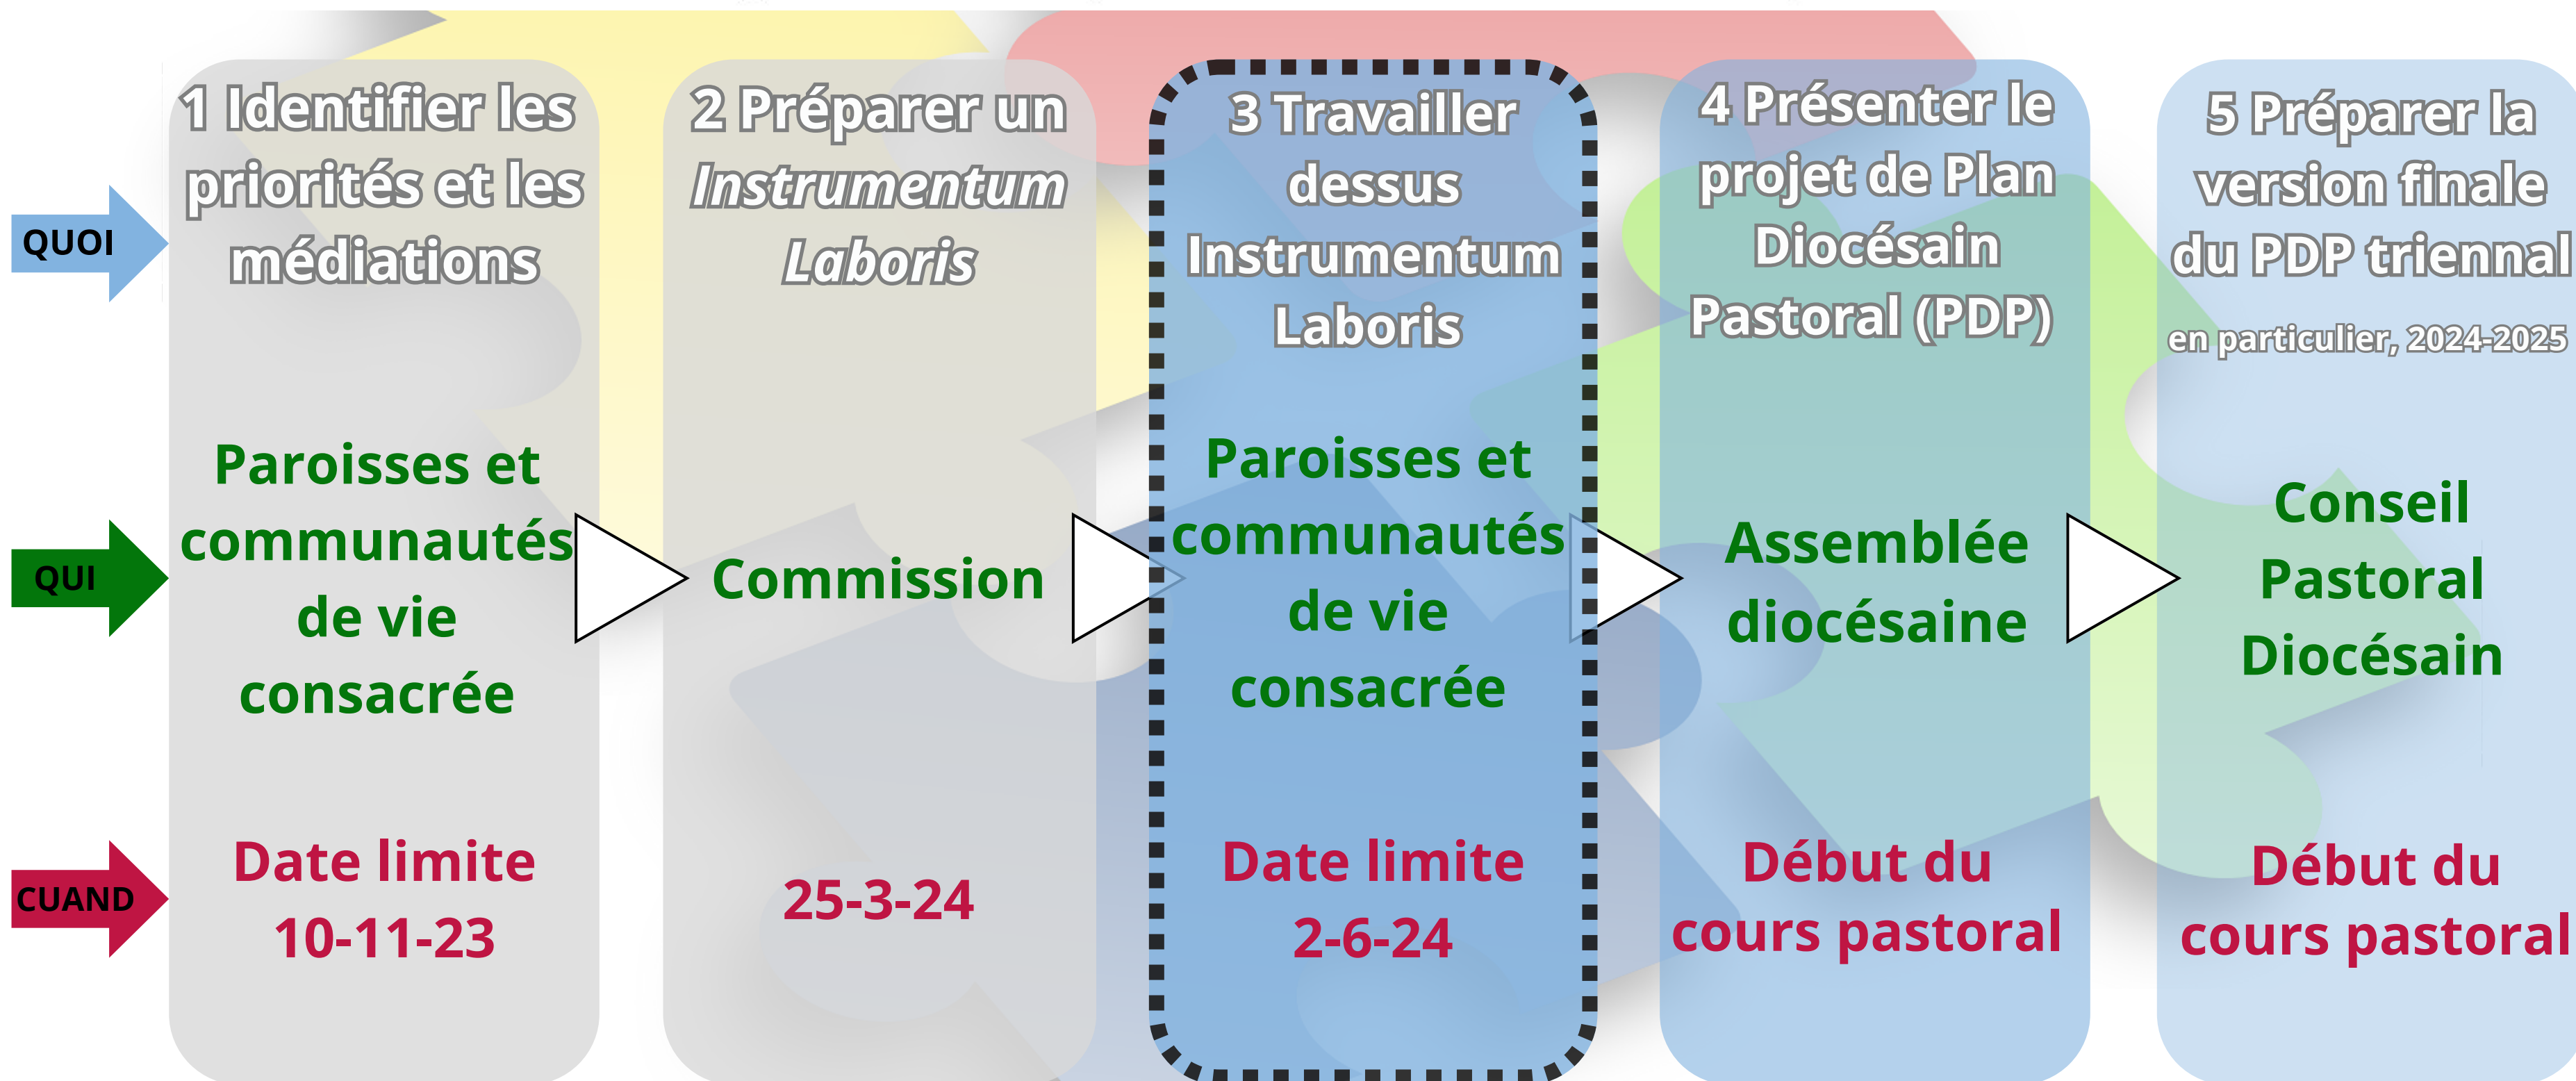 QUOI
1 Identifier les
priorités et les
médiations
2 Préparer un
Instrumentum
Laboris
3 Travailler
dessus
Instrumentum
Laboris
4 Présenter le
projet de Plan
Diocésain
Pastoral (PDP)
5 Préparer la
version finale
du PDP triennal
en particulier, 2024-2025
QUI
Paroisses et
communautés
de vie
consacrée
Commission
Paroisses et
communautés
de vie
consacrée
Assemblée
diocésaine
Conseil
Pastoral
Diocésain
CUAND
Date limite
10-11-23
25-3-24
Date limite
2-6-24
Début du
cours pastoral
Début du
cours pastoral